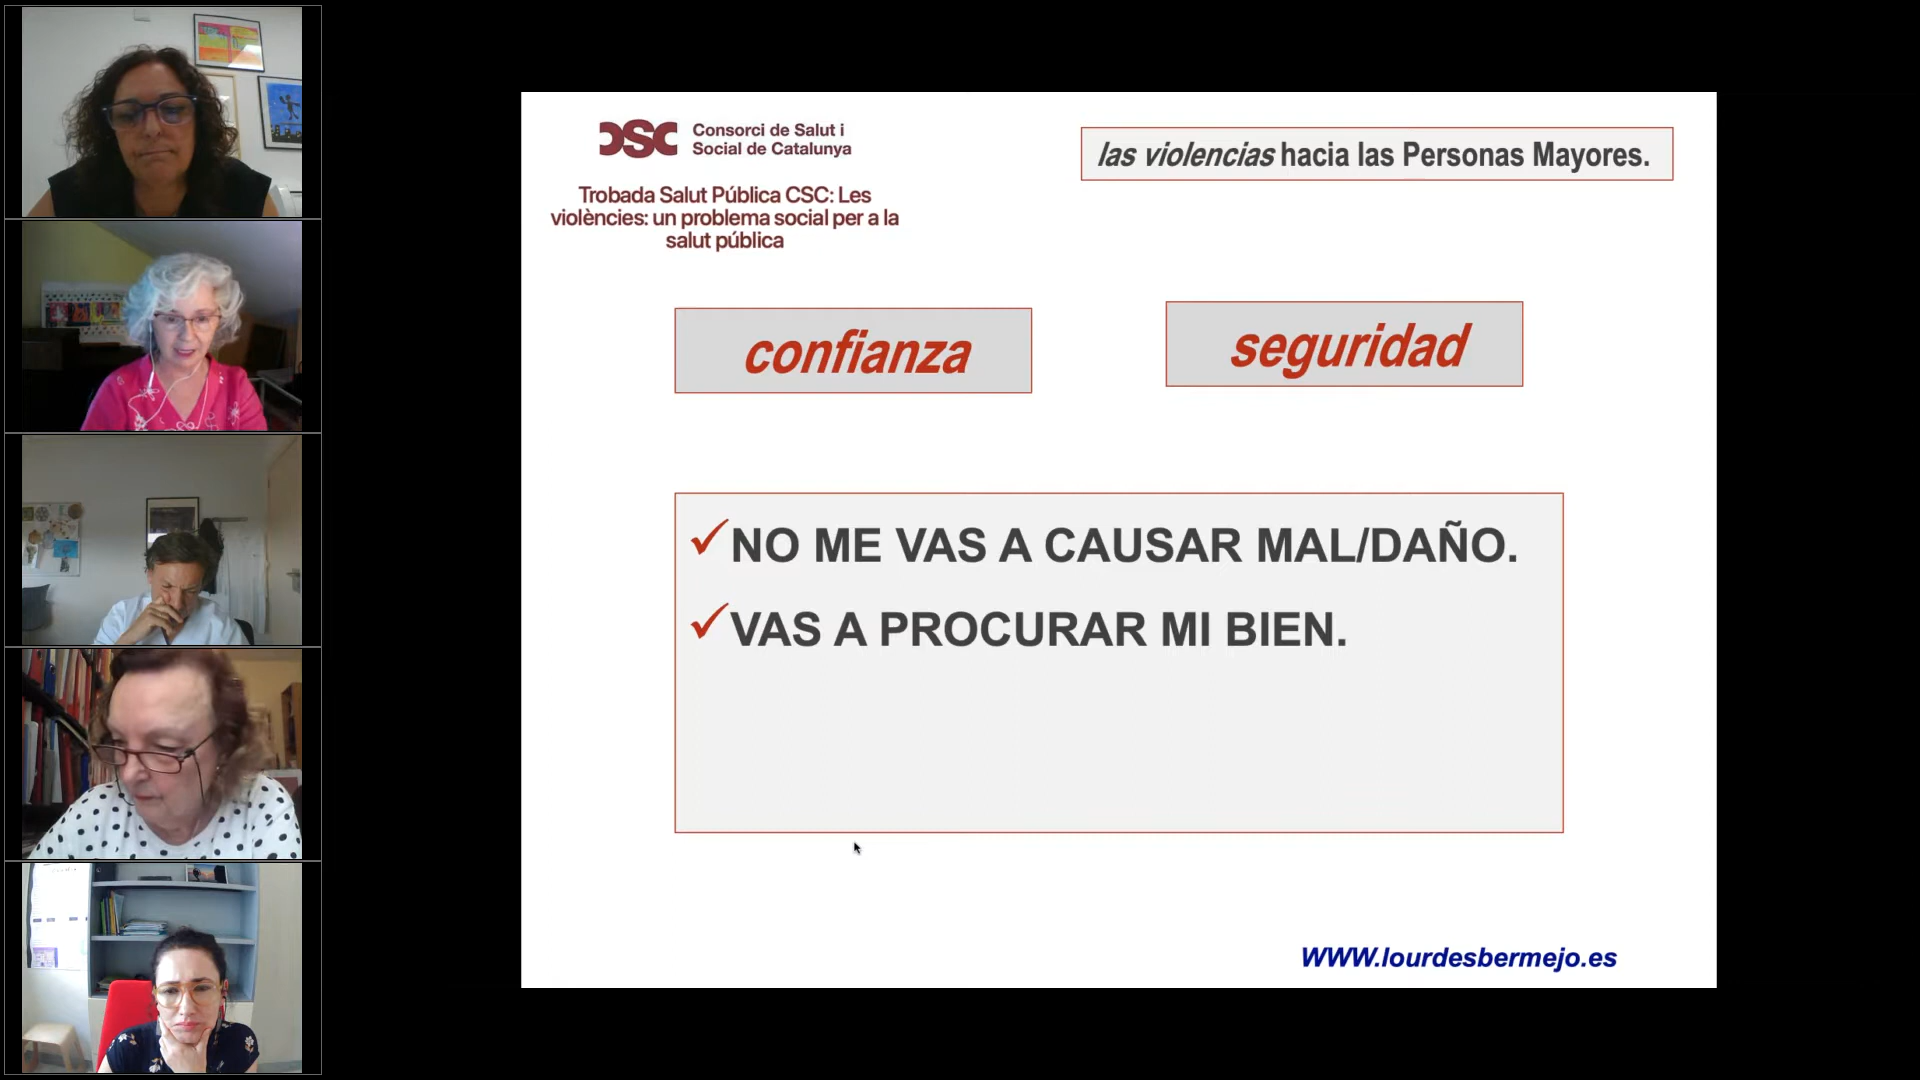 CSC Consorci de Salut i
Social de Catalunya
las violencias hacia las Personas Mayores.
Trobada Salut Pública CSC: Les
violències: un problema social per a la
salut pública
confianza
seguridad
✓NO ME VAS A CAUSAR MAL/DAÑO.
✓VAS A PROCURAR MI BIEN.
WWW.lourdesbermejo.es